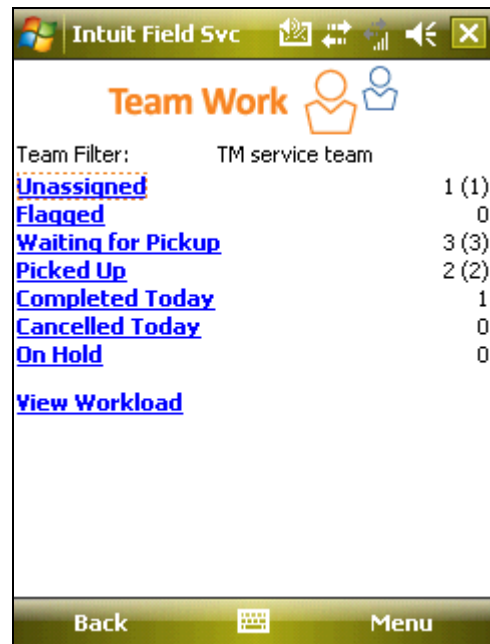 Intuit Field Svc
Team Work
Team Filter: TM service team
Unassigned 1 (1)
Flagged 0
Waiting for Pickup 3 (3)
Picked Up 2 (2)
Completed Today 1
Cancelled Today 0
On Hold 0
View Workload
Back Menu